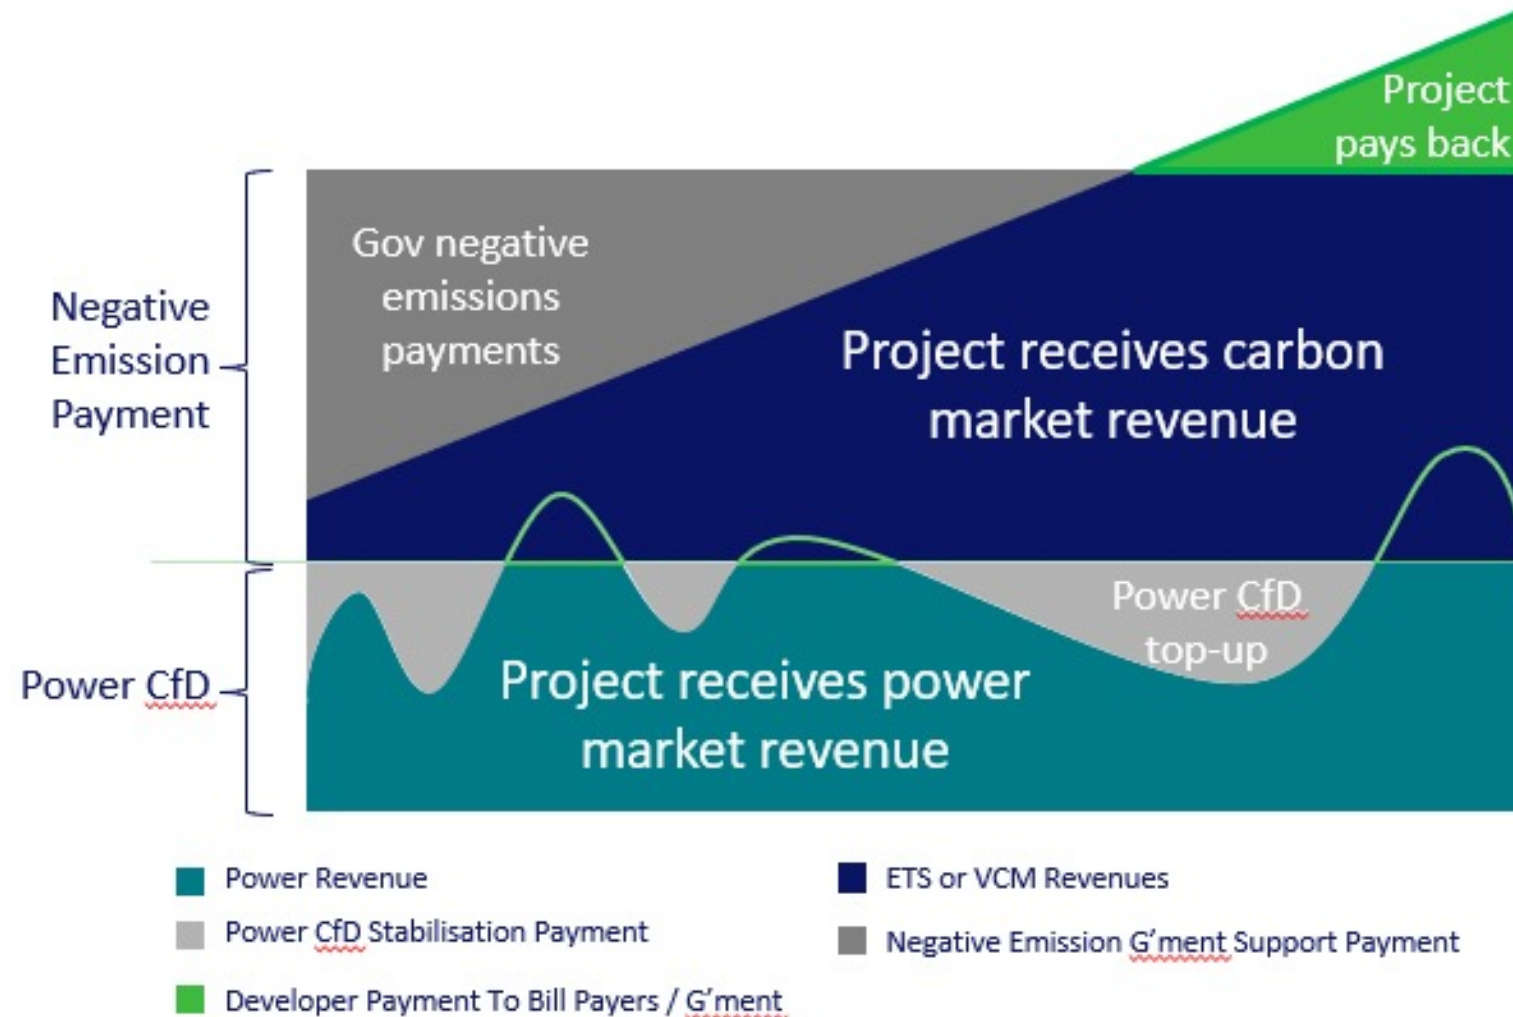 Project
pays back
Gov negative
emissions
payments
Negative
Emission
Payment
Project receives carbon
market revenue
Power CfD
top-up
Power CfD
Project receives power
market revenue
Power Revenue
ETS or VCM Revenues
Power CfD Stabilisation Payment
Negative Emission G’ment Support Payment
Developer Payment To Bill Payers / G’ment